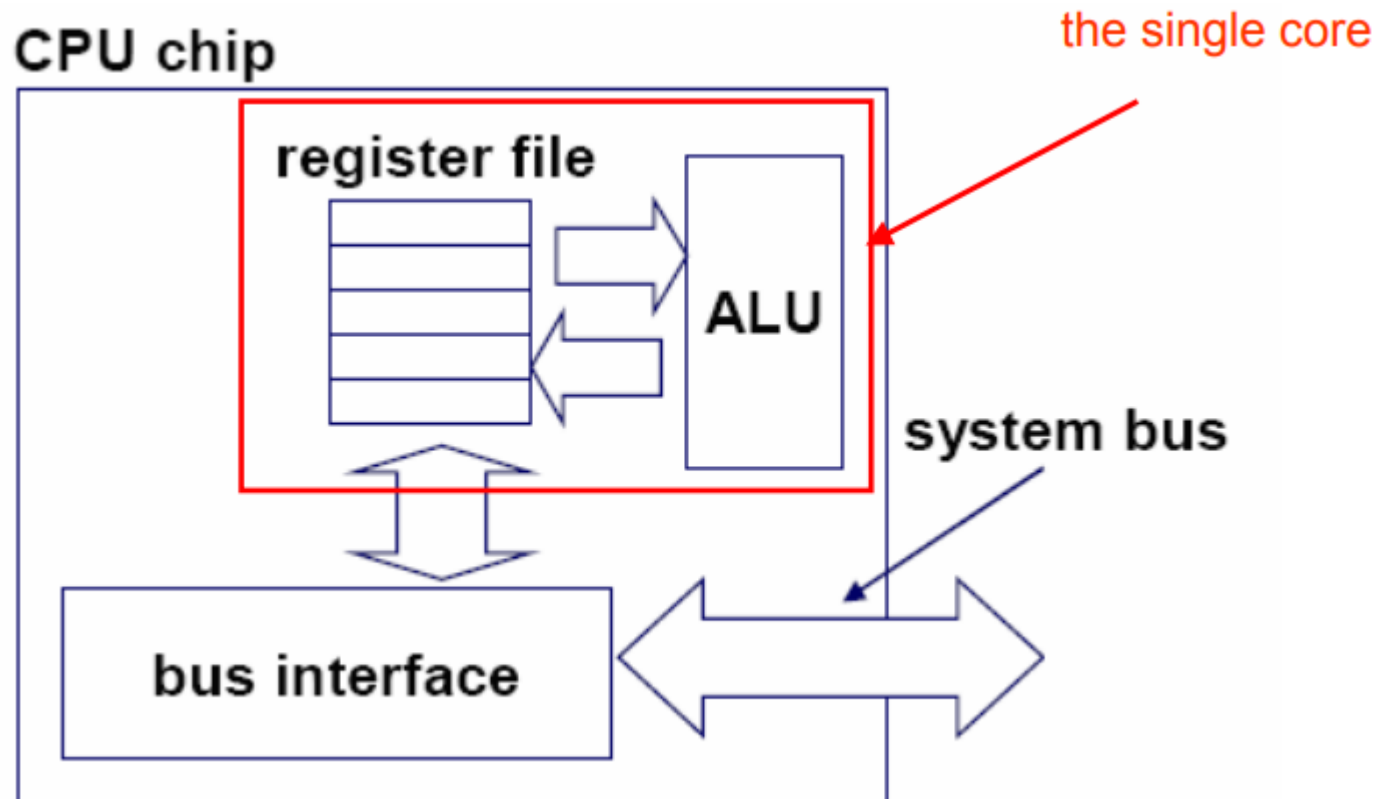 the single core
CPU chip
register file
ALU
system bus
bus interface